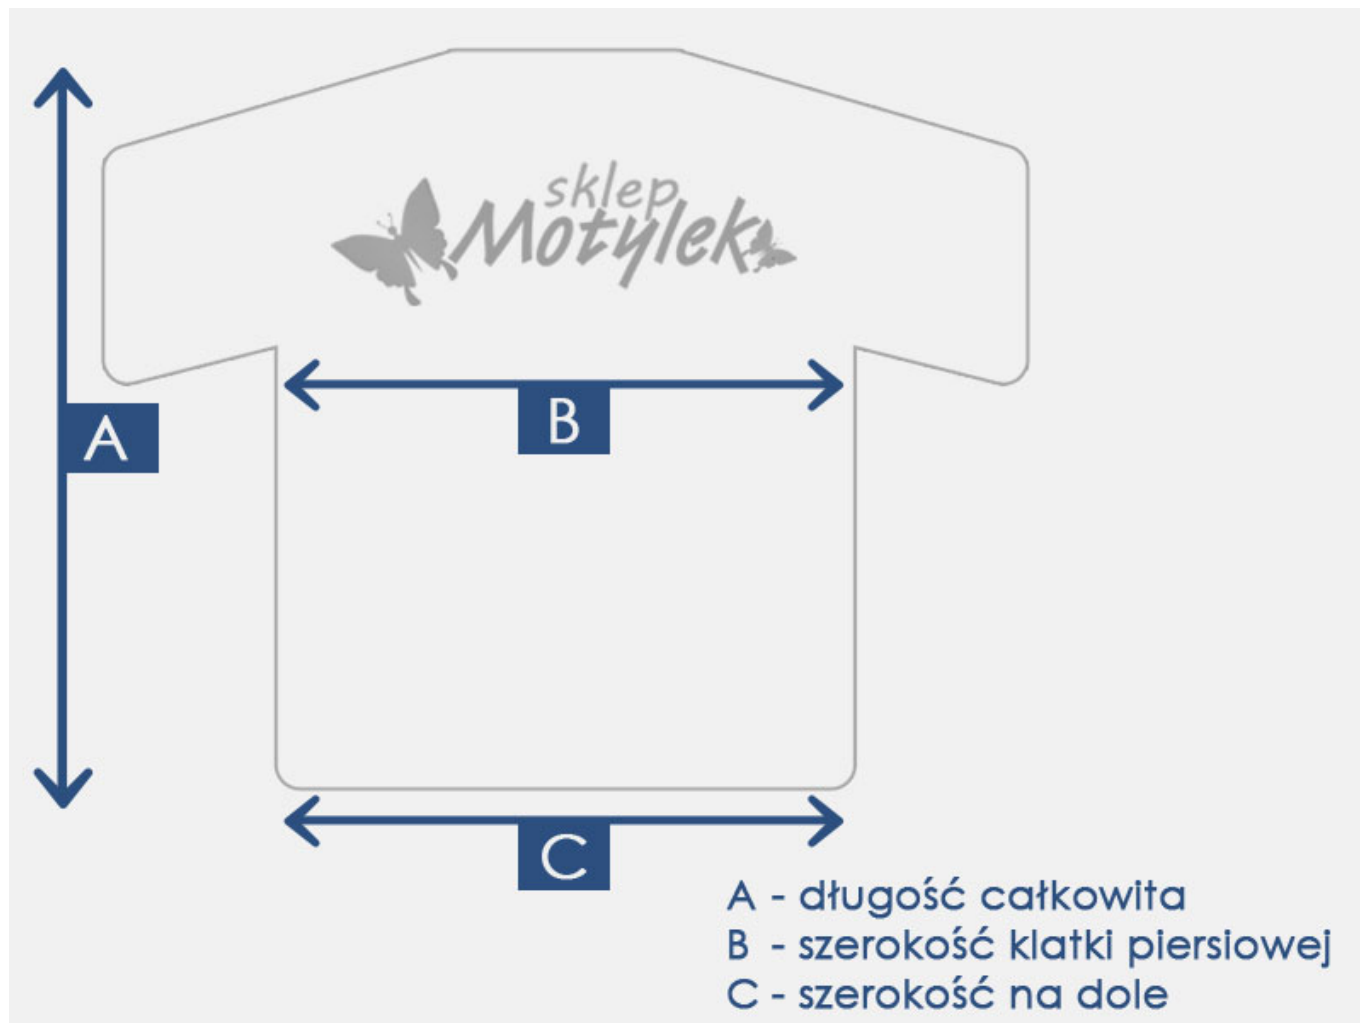 sklep
Motylek
A
B
C
A - długość całkowita
B - szerokość klatki piersiowej
C - szerokość na dole